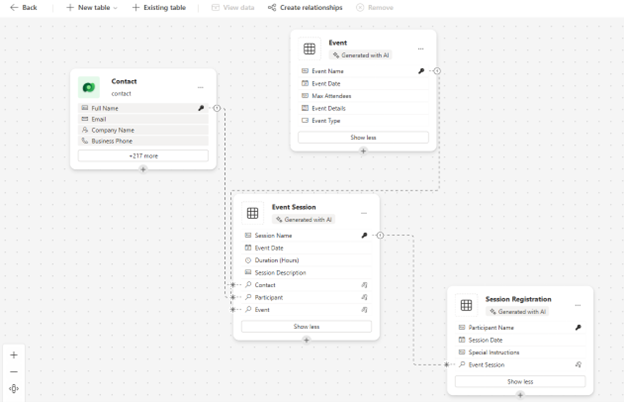 Back
New table
Existing table
View data
Create relationships
Remove
Event
Generated with AI
Event Name
Event Date
Max Attendees
Event Details
Event Type
Show less
Contact
contact
Full Name
Email
Company Name
Business Phone
+217 more
Event Session
Generated with AI
Session Name
Event Date
Duration (Hours)
Session Description
Contact
Participant
Event
Show less
Session Registration
Generated with AI
Participant Name
Session Date
Special Instructions
Event Session
Show less